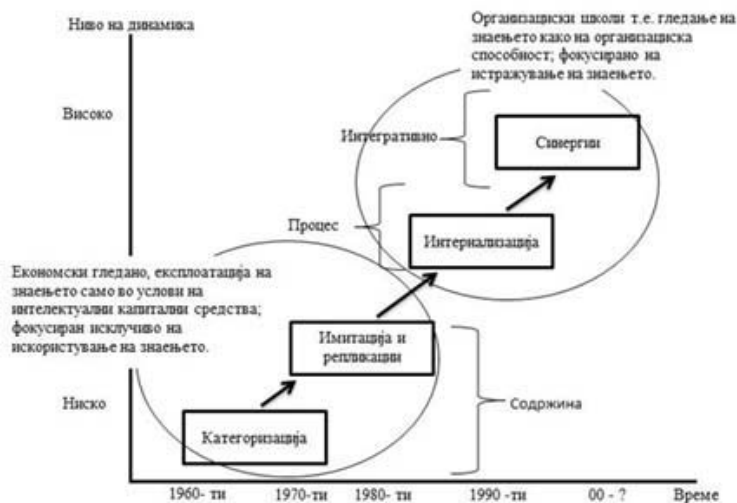 Ниво на динамика
Организациски школи т.е. гледање на
знаењето како на организациска
способност; фокусирано на
истражување на знаењето.
Високо
Интегративно
Синергии
Процес
Интернализација
Економски гледано, експлоатација на
знаењето само во услови на
интелектуални капитални средства;
фокусиран исклучиво на
искористување на знаењето.
Имитација и
репликации
Ниско
Содржина
Категоризација
1960- ти
1970-ти
1980- ти
1990 -ти
00 - ?
Време